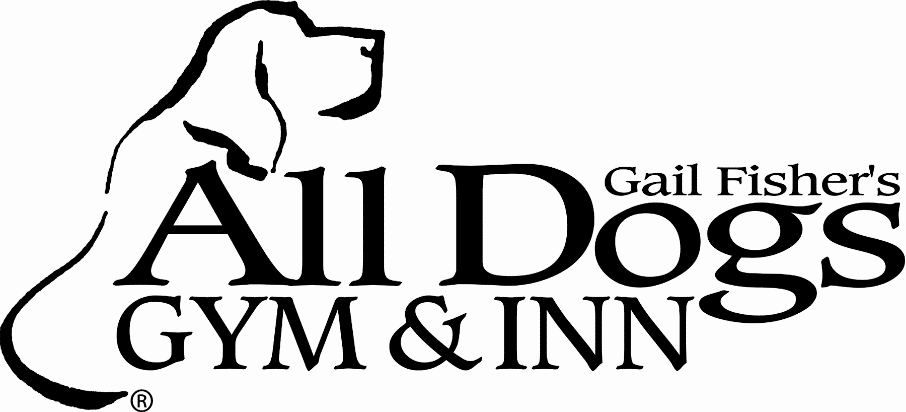 Gail Fisher's
All Dogs
GYM & INN
®